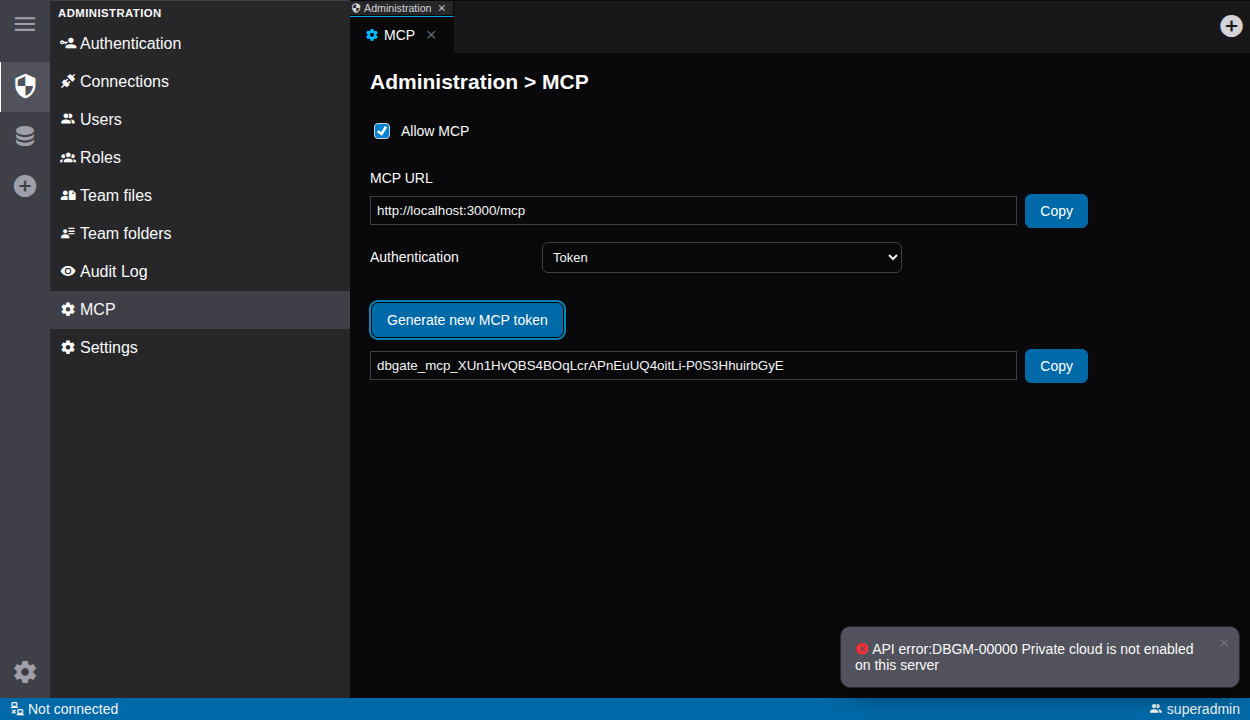 ADMINISTRATION
Authentication
Connections
Users
Roles
Team files
Team folders
Audit Log
MCP
Settings
Administration
MCP
Administration > MCP
Allow MCP
MCP URL
http://localhost:3000/mcp
Copy
Authentication
Token
Generate new MCP token
dbgate_mcp_XUn1HvQBS4BOqLcrAPnEuUQ4oitLi-P0S3HhuirbGyE
Copy
API error:DBGM-00000 Private cloud is not enabled
on this server
Not connected
superadmin